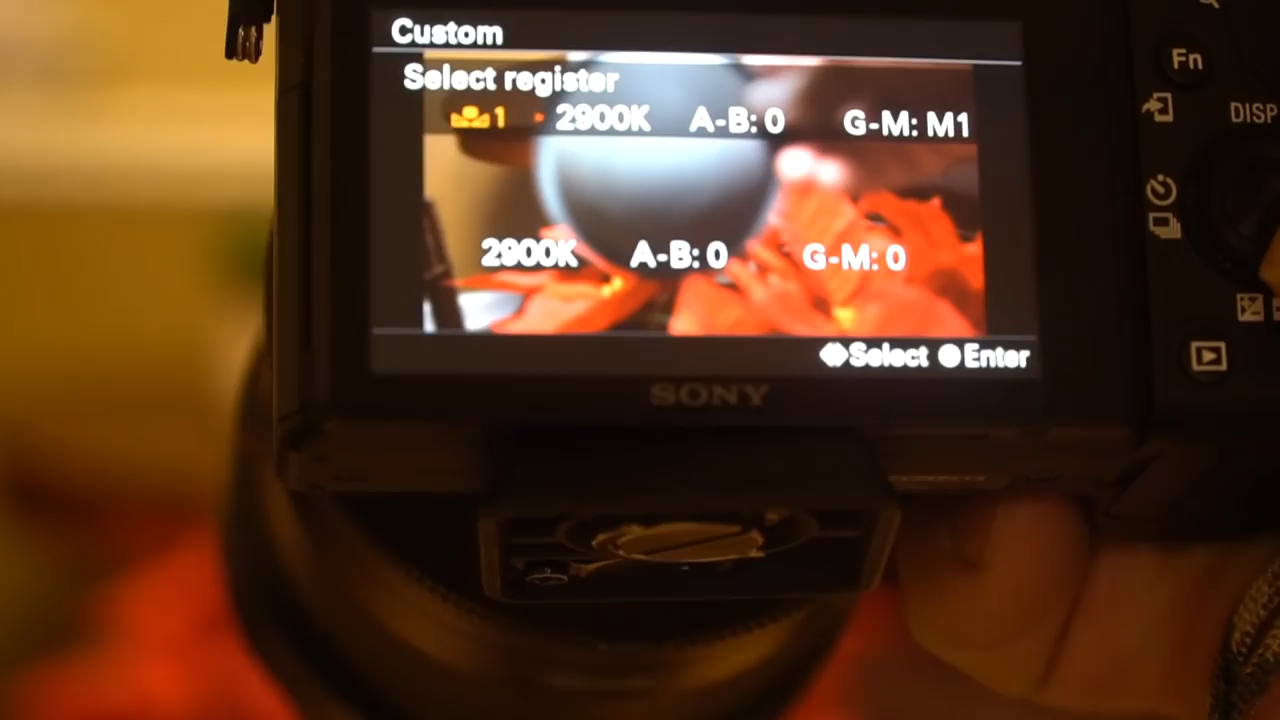 Custom
Select register
1 2900K A-B: 0 G-M: M1
2900K A-B: 0 G-M: 0
Select Enter
SONY
Fn
DISP